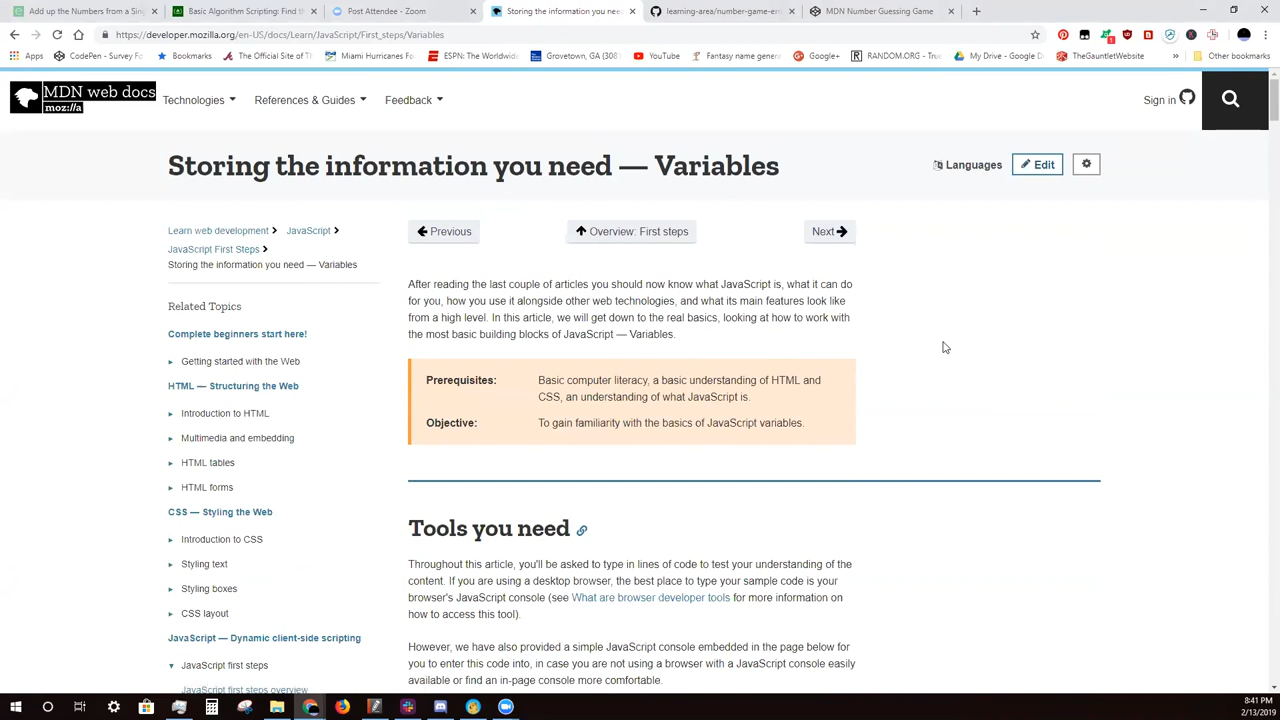 Add up the Numbers from a Sin
Basic Algorithm Scripting: Find th
Post Attendee - Zoom
Storing the information you nee
learning-area/number-game-err
MDN Number Guessing Game
https://developer.mozilla.org/en-US/docs/Learn/JavaScript/First_steps/Variables
Apps
CodePen - Survey Fo
Bookmarks
The Official Site of T
Miami Hurricanes Fo
ESPN: The Worldwide
Grovetown, GA (308
YouTube
Fantasy name genera
Google+
RANDOM.ORG - True
My Drive - Google D
TheGauntletWebsite
»
Other bookmarks
MDN web docs
moz://a
Technologies
References & Guides
Feedback
Sign in
Storing the information you need — Variables
Languages
Edit
Learn web development
JavaScript
JavaScript First Steps
Storing the information you need — Variables
Previous
Overview: First steps
Next
Related Topics
Complete beginners start here!
Getting started with the Web
HTML — Structuring the Web
Introduction to HTML
Multimedia and embedding
HTML tables
HTML forms
CSS — Styling the Web
Introduction to CSS
Styling text
Styling boxes
CSS layout
JavaScript — Dynamic client-side scripting
JavaScript first steps
JavaScript first steps overview
After reading the last couple of articles you should now know what JavaScript is, what it can do
for you, how you use it alongside other web technologies, and what its main features look like
from a high level. In this article, we will get down to the real basics, looking at how to work with
the most basic building blocks of JavaScript — Variables.
Prerequisites:
Basic computer literacy, a basic understanding of HTML and
CSS, an understanding of what JavaScript is.
Objective:
To gain familiarity with the basics of JavaScript variables.
Tools you need
Throughout this article, you'll be asked to type in lines of code to test your understanding of the
content. If you are using a desktop browser, the best place to type your sample code is your
browser's JavaScript console (see What are browser developer tools for more information on
how to access this tool).
However, we have also provided a simple JavaScript console embedded in the page below for
you to enter this code into, in case you are not using a browser with a JavaScript console easily
available or find an in-page console more comfortable.
8:41 PM
2/13/2019